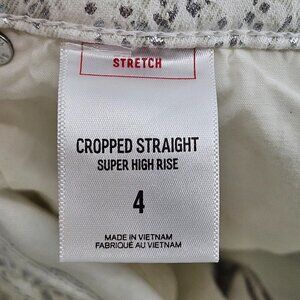 STRETCH
CROPPED STRAIGHT
SUPER HIGH RISE
4
MADE IN VIETNAM
FABRIQUÉ AU VIETNAM